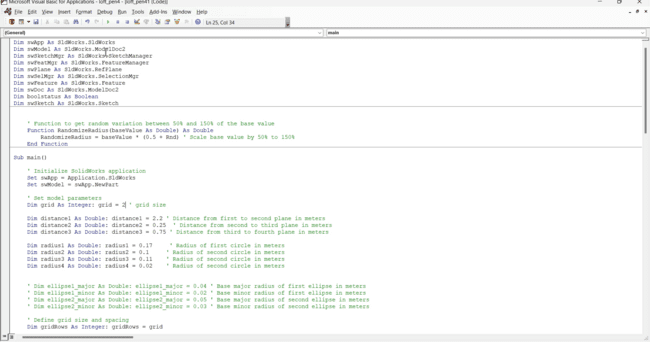 Microsoft Visual Basic for Applications - loft_pen4 - [loft_pen41 (Code)]
File Edit View Insert Format Debug Run Tools Add-Ins Window Help
Ln 25, Col 34
(General) main
Dim swApp As SldWorks.SldWorks
Dim swModel As SldWorks.ModelDoc2
Dim swSketchMgr As SldWorks.SketchManager
Dim swFeatMgr As SldWorks.FeatureManager
Dim swPlane As SldWorks.RefPlane
Dim swSelMgr As SldWorks.SelectionMgr
Dim swFeature As SldWorks.Feature
Dim swDoc As SldWorks.ModelDoc2
Dim boolstatus As Boolean
Dim swSketch As SldWorks.Sketch
' Function to get random variation between 50% and 150% of the base value
Function RandomizeRadius(baseValue As Double) As Double
RandomizeRadius = baseValue * (0.5 + Rnd) ' Scale base value by 50% to 150%
End Function
Sub main()
' Initialize SolidWorks application
Set swApp = Application.SldWorks
Set swModel = swApp.NewPart
' Set model parameters
Dim grid As Integer: grid = 2 ' grid size
Dim distance1 As Double: distance1 = 2.2 ' Distance from first to second plane in meters
Dim distance2 As Double: distance2 = 0.25 ' Distance from second to third plane in meters
Dim distance3 As Double: distance3 = 0.75 ' Distance from third to fourth plane in meters
Dim radius1 As Double: radius1 = 0.17 ' Radius of first circle in meters
Dim radius2 As Double: radius2 = 0.1 ' Radius of second circle in meters
Dim radius3 As Double: radius3 = 0.11 ' Radius of second circle in meters
Dim radius4 As Double: radius4 = 0.02 ' Radius of second circle in meters
' Dim ellipse1_major As Double: ellipse1_major = 0.04 ' Base major radius of first ellipse in meters
' Dim ellipse1_minor As Double: ellipse1_minor = 0.02 ' Base minor radius of first ellipse in meters
' Dim ellipse2_major As Double: ellipse2_major = 0.05 ' Base major radius of second ellipse in meters
' Dim ellipse2_minor As Double: ellipse2_minor = 0.03 ' Base minor radius of second ellipse in meters
' Define grid size and spacing
Dim gridRows As Integer: gridRows = grid